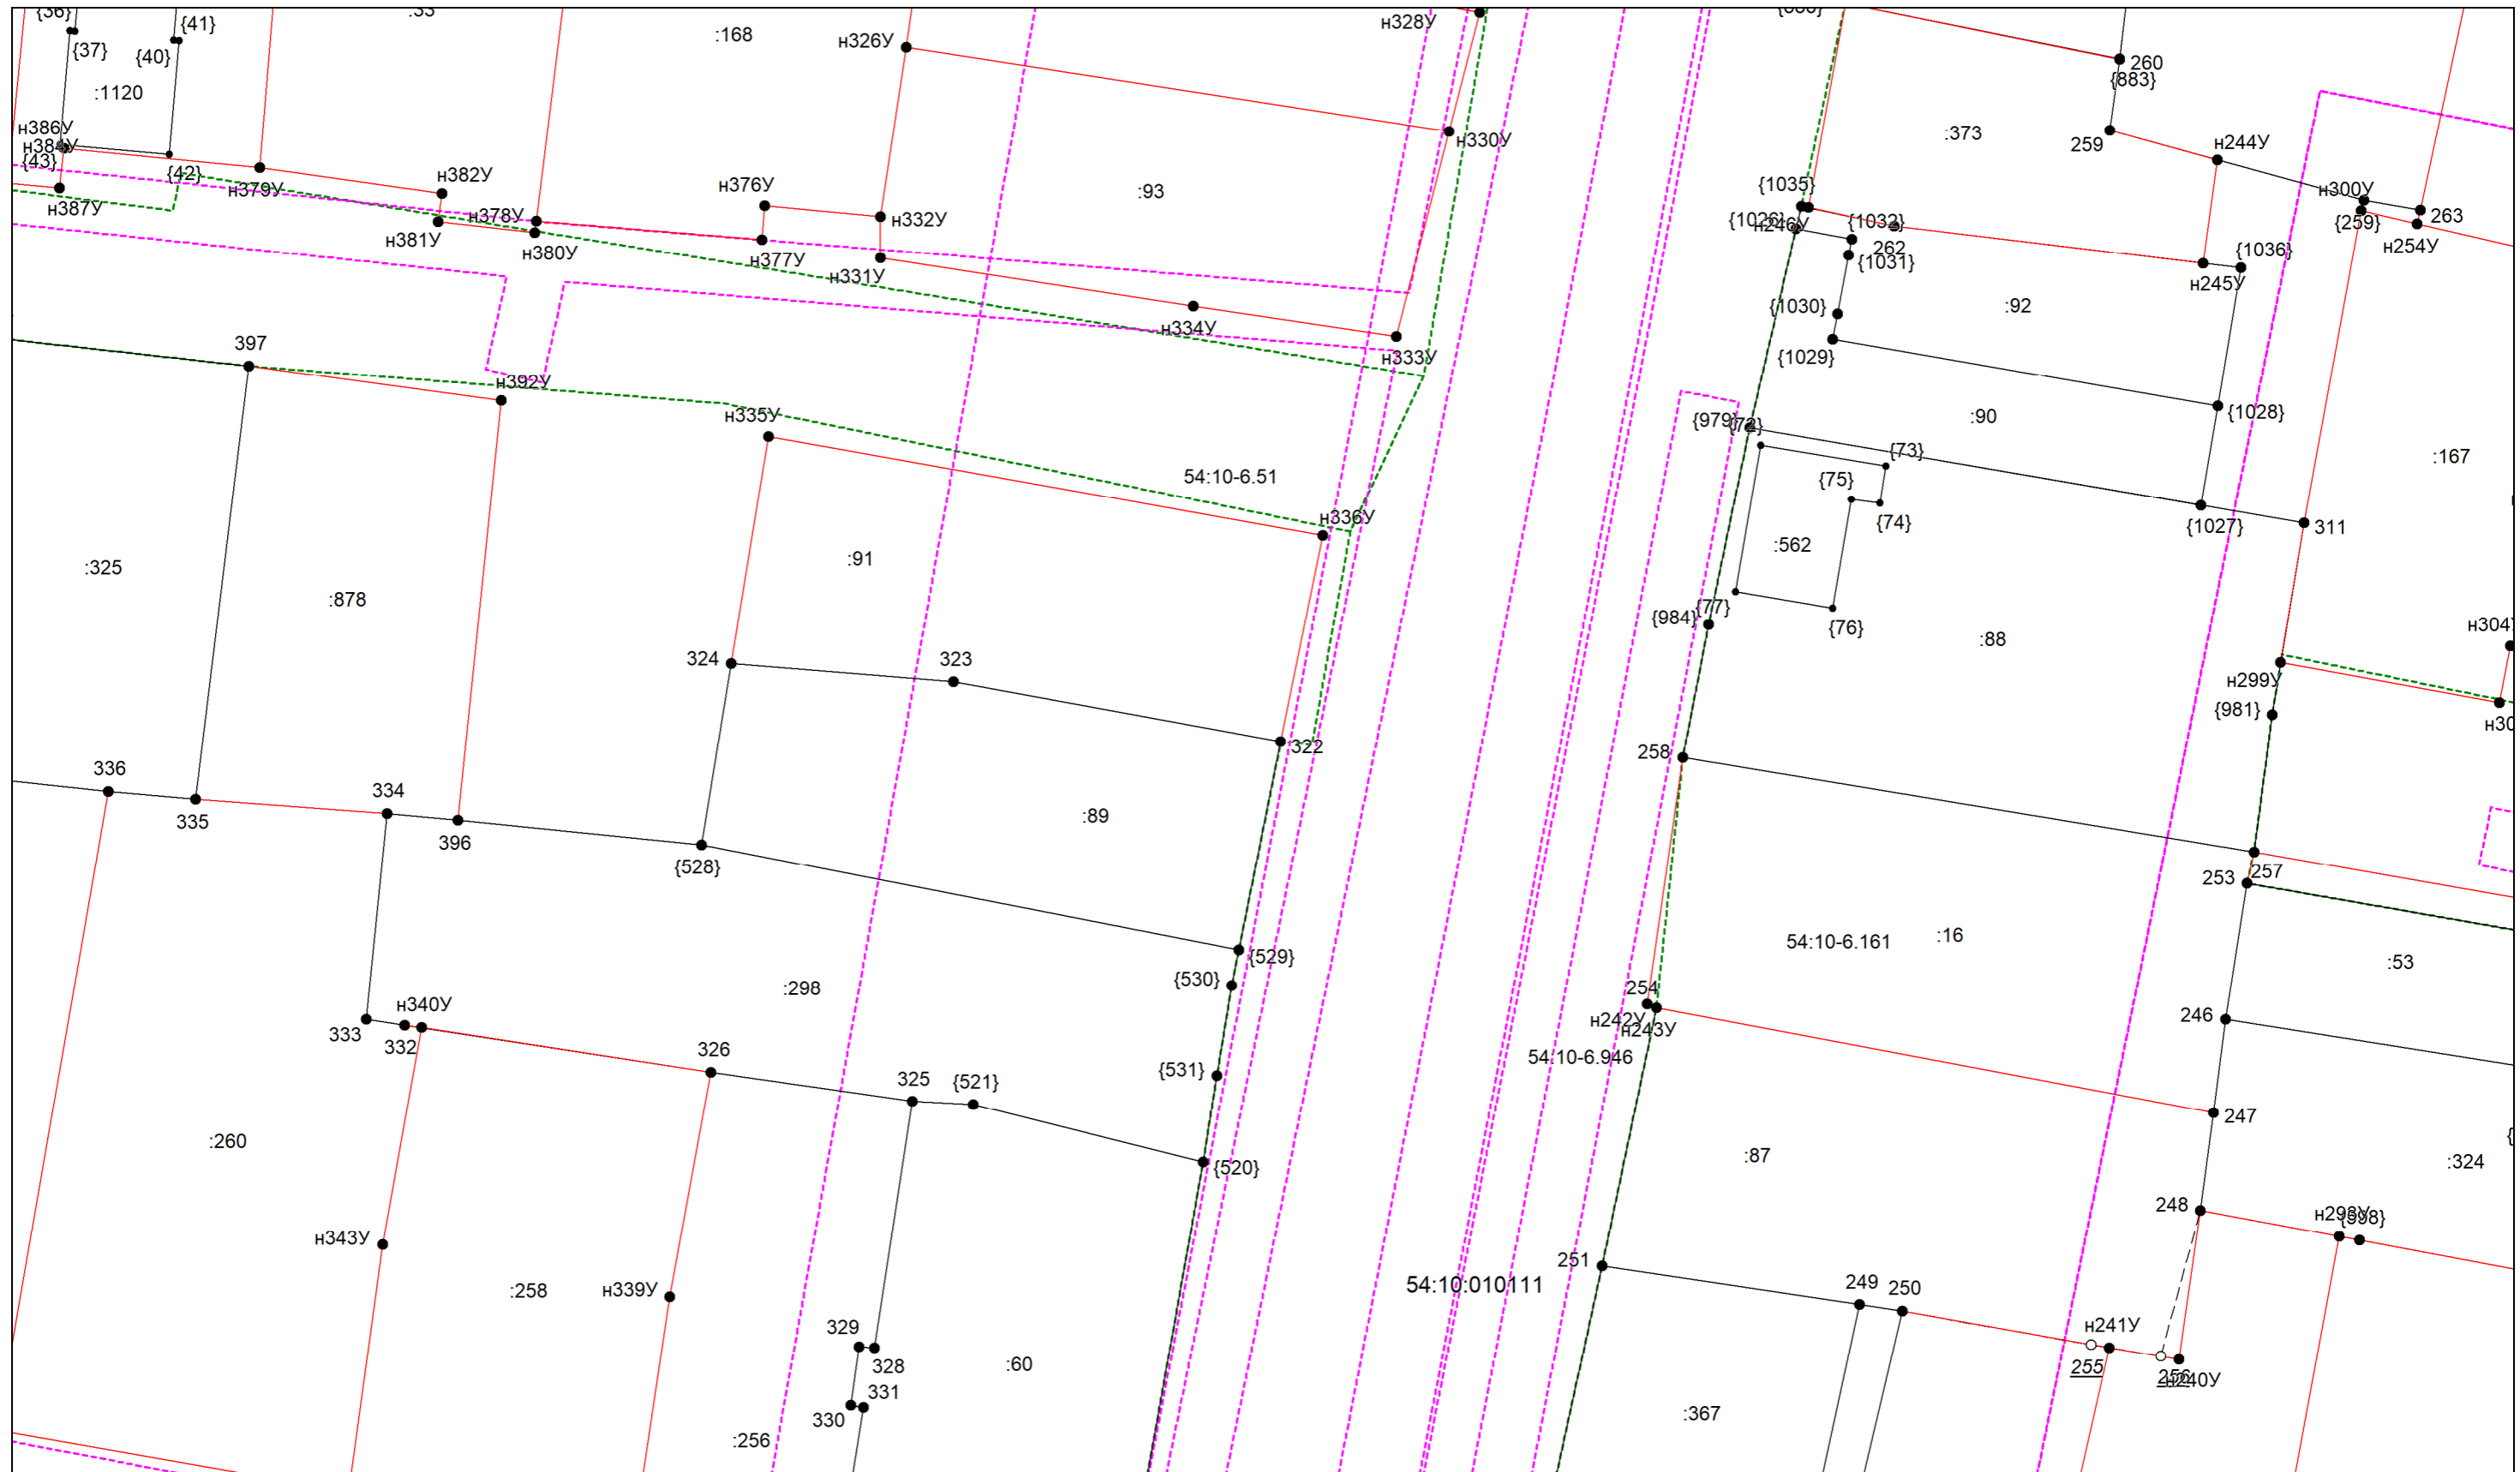 {36}
{41}
:33
:168
н326У
н328У
260
{37}
{40}
{883}
:1120
н386У
н384У
{43}
{42}
н379У
н382У
н376У
:93
н330У
:373
259
н244У
н387У
н381У
н378У
н380У
н332У
н377У
н331У
{1035}
{1026}
н246У
{1032}
262
{1031}
н300У
{259}
263
н254У
{1036}
н245У
н334У
{1030}
:92
397
н333У
{1029}
н392У
н335У
{979}
{72}
:90
{1028}
:167
54:10-6.51
{73}
{75}
{74}
н336У
{1027}
311
:325
:91
:562
:878
{984}
{77}
{76}
:88
н304У
324
323
н299У
{981}
н30
322
258
336
334
335
396
:89
{528}
253
257
{529}
54:10-6.161
:16
:53
{530}
:298
254
н242У
н243У
н340У
333
332
246
326
54:10-6.946
{531}
325
{521}
247
:260
{520}
:87
:324
н343У
248
н293У
{398}
:258
н339У
251
54:10:010111
249
250
329
328
н241У
255
256
н240У
:60
331
330
:367
:256